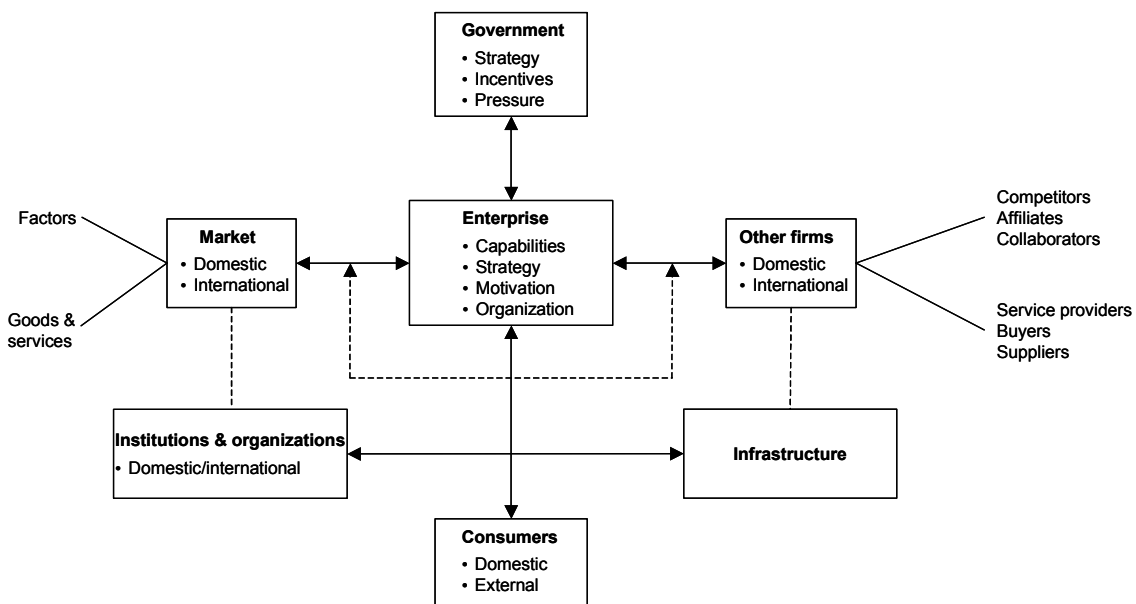 Government
• Strategy
• Incentives
• Pressure
Factors
Market
• Domestic
• International
Goods &
services
Enterprise
• Capabilities
• Strategy
• Motivation
• Organization
Other firms
• Domestic
• International
Competitors
Affiliates
Collaborators
Service providers
Buyers
Suppliers
Institutions & organizations
• Domestic/international
Infrastructure
Consumers
• Domestic
• External